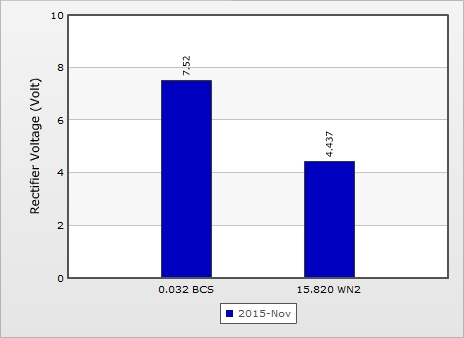 10
8
6
4
2
0
Rectifier Voltage (Volt)
7.52
4.437
0.032 BCS
15.820 WN2
2015-Nov